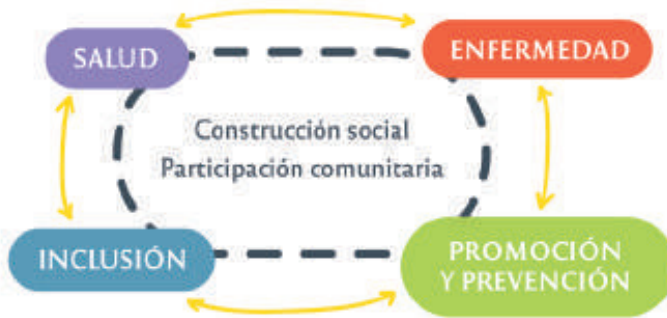 SALUD
ENFERMEDAD
Construcción social
Participación comunitaria
INCLUSIÓN
PROMOCIÓN
Y PREVENCIÓN